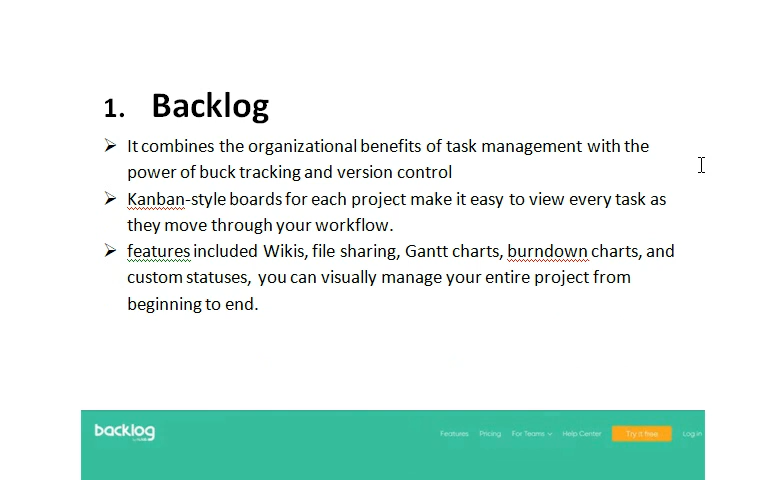 1. Backlog
➢ It combines the organizational benefits of task management with the
power of buck tracking and version control
➢ Kanban-style boards for each project make it easy to view every task as
they move through your workflow.
➢ features included Wikis, file sharing, Gantt charts, burndown charts, and
custom statuses, you can visually manage your entire project from
beginning to end.
backlog
Features Pricing For Teams Help Center Try it free Log in